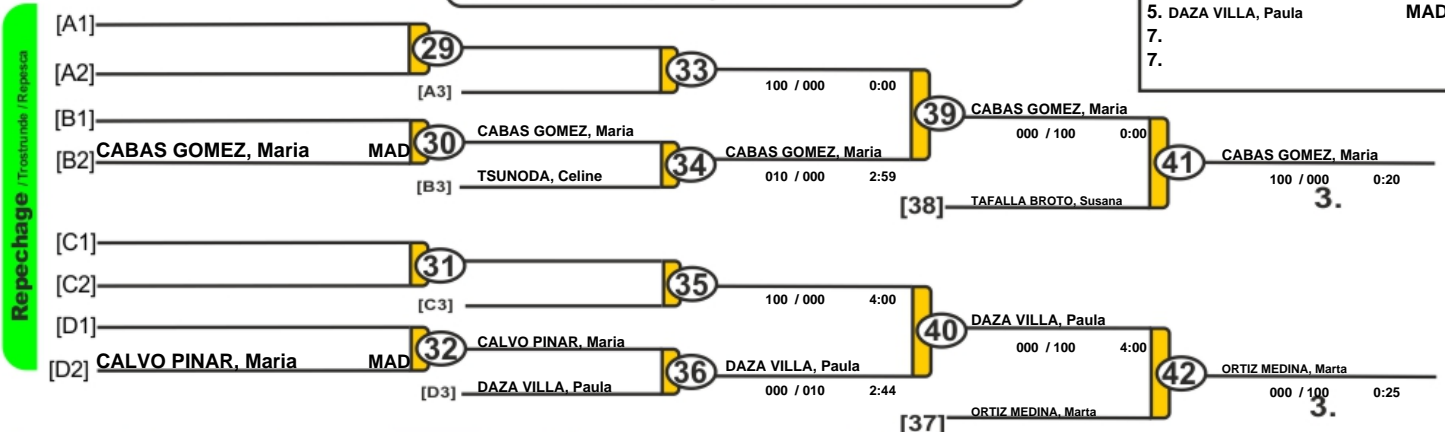 5. DAZA VILLA, Paula MAD
7.
7.
Repechage / Trostrunde / Repesca
[A1]
29
[A2]
[A3]
33
100 / 000 0:00
[B1]
[B2] CABAS GOMEZ, Maria MAD
30
CABAS GOMEZ, Maria
[B3] TSUNODA, Celine
34
CABAS GOMEZ, Maria
010 / 000 2:59
39
CABAS GOMEZ, Maria
000 / 100 0:00
[38] TAFALLA BROTO, Susana
41
CABAS GOMEZ, Maria
100 / 000 0:20
3.
[C1]
31
[C2]
[C3]
35
100 / 000 4:00
[D1]
[D2] CALVO PINAR, Maria MAD
32
CALVO PINAR, Maria
[D3] DAZA VILLA, Paula
36
DAZA VILLA, Paula
000 / 010 2:44
40
DAZA VILLA, Paula
000 / 100 4:00
[37] ORTIZ MEDINA, Marta
42
ORTIZ MEDINA, Marta
000 / 100 0:25
3.